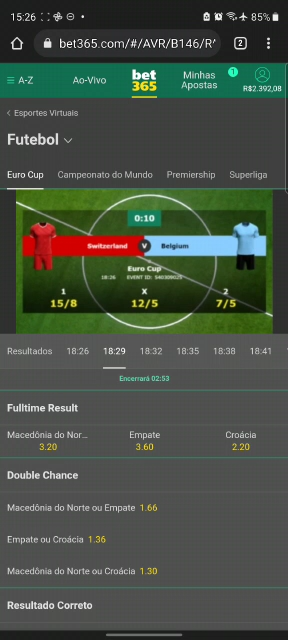 15:26
85%
bet365.com/#/AVR/B146/R
2
A-Z
Ao-Vivo
bet365
Minhas Apostas
1
R$2.392,08
Esportes Virtuais
Futebol
Euro Cup Campeonato do Mundo Premiership Superliga
0:10
Switzerland V Belgium
Euro Cup
18:26 EVENT ID:
1 X 2
15/8 12/5 7/5
Resultados 18:26 18:29 18:32 18:35 18:38 18:41
Encerrará 02:53
Fulltime Result
Macedônia do Nor... Empate Croácia
3.20 3.60 2.20
Double Chance
Macedônia do Norte ou Empate 1.66
Empate ou Croácia 1.36
Macedônia do Norte ou Croácia 1.30
Resultado Correto